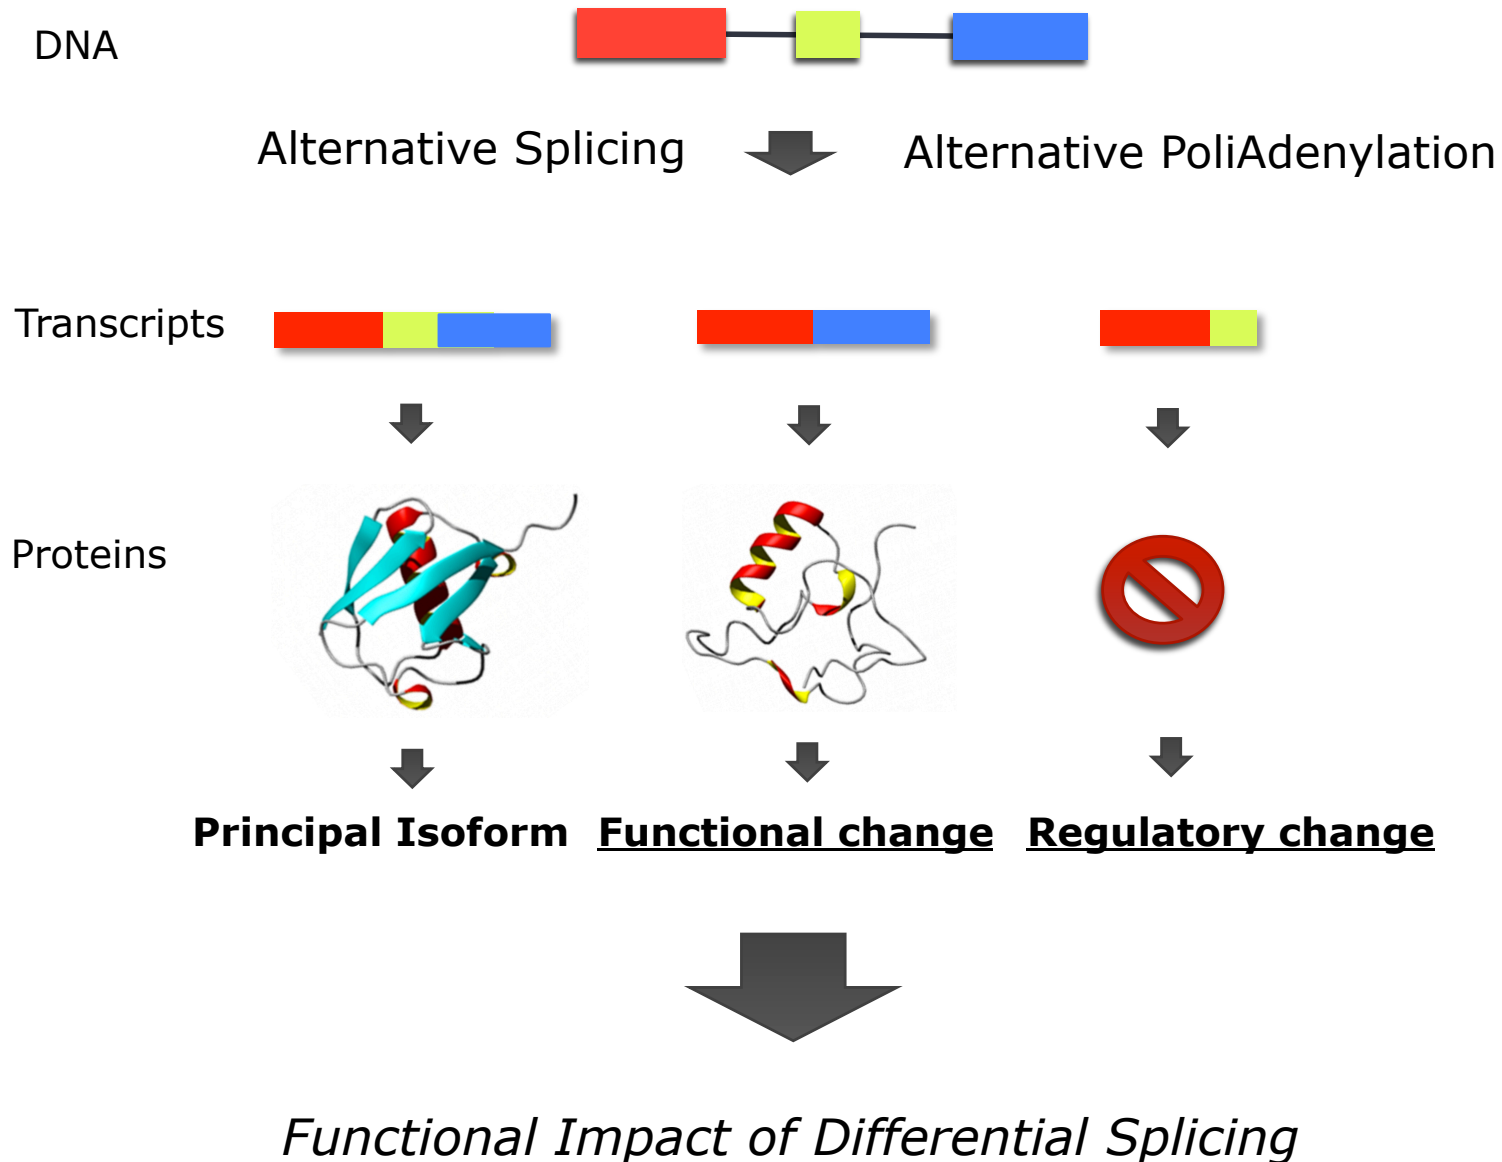 DNA
Alternative Splicing
Alternative PoliAdenylation
Transcripts
Proteins
Principal Isoform
Functional change
Regulatory change
Functional Impact of Differential Splicing